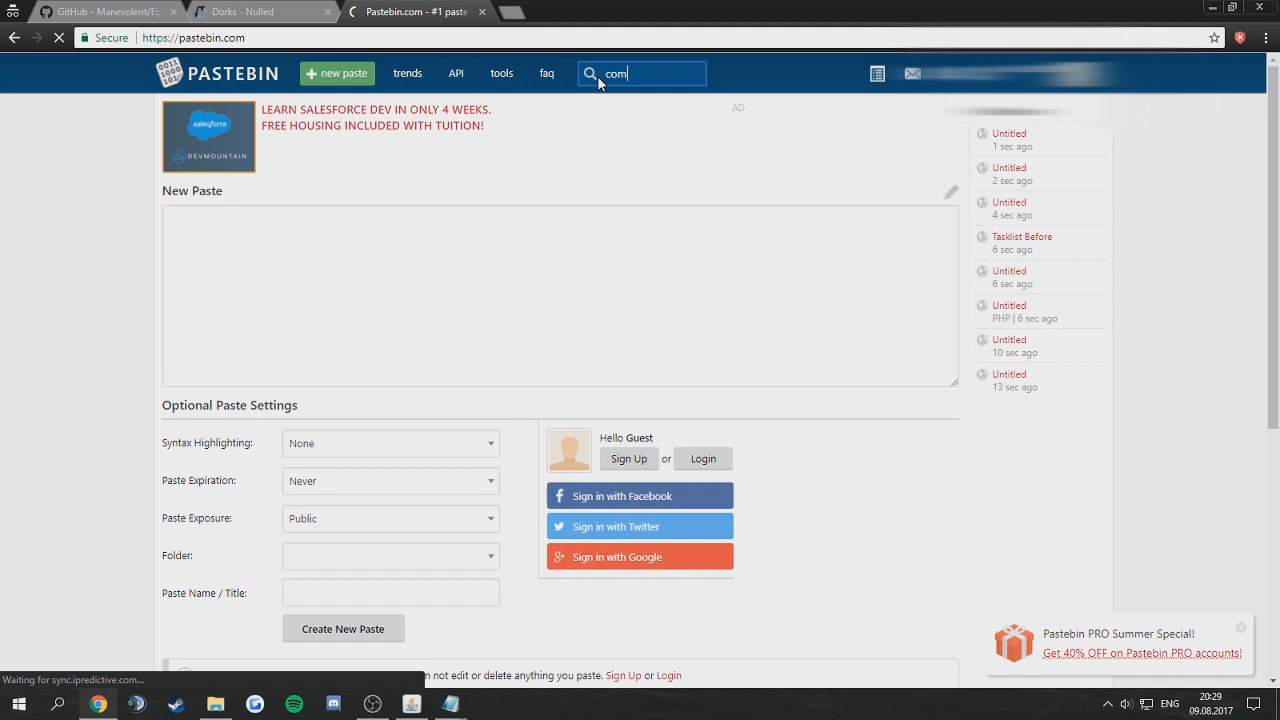 GitHub - Manevolent/Eq
Dorks - Nulled
Pastebin.com - #1 paste
Secure
https://pastebin.com
PASTEBIN
new paste
trends
API
tools
faq
com
AD
salesforce
DEVMOUNTAIN
LEARN SALESFORCE DEV IN ONLY 4 WEEKS.
FREE HOUSING INCLUDED WITH TUITION!
New Paste
Untitled
1 sec ago
Untitled
2 sec ago
Untitled
4 sec ago
Tasklist Before
6 sec ago
Untitled
6 sec ago
Untitled
PHP | 6 sec ago
Untitled
10 sec ago
Untitled
13 sec ago
Optional Paste Settings
Syntax Highlighting:
None
Paste Expiration:
Never
Paste Exposure:
Public
Folder:
Paste Name / Title:
Create New Paste
Hello Guest
Sign Up or Login
Sign in with Facebook
Sign in with Twitter
Sign in with Google
Pastebin PRO Summer Special!
Get 40% OFF on Pastebin PRO accounts!
not edit or delete anything you paste. Sign Up or Login
Waiting for sync.ipredictive.com...
ENG
20:29
09.08.2017